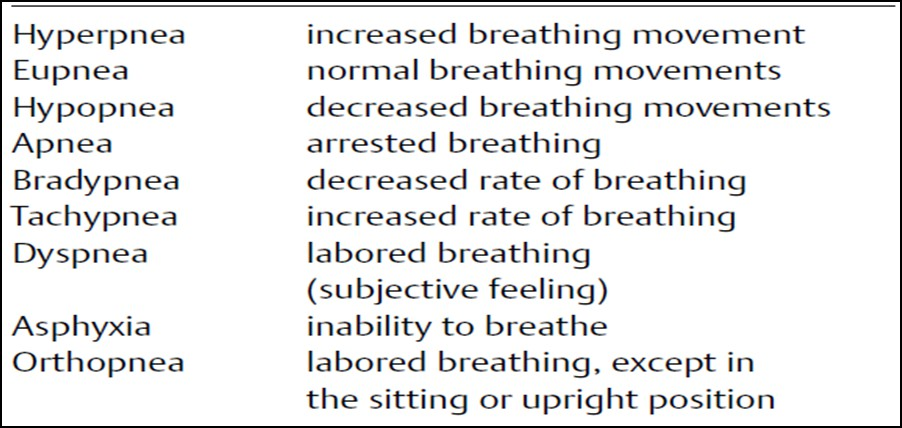 Hyperpnea increased breathing movement
Eupnea normal breathing movements
Hypopnea decreased breathing movements
Apnea arrested breathing
Bradypnea decreased rate of breathing
Tachypnea increased rate of breathing
Dyspnea labored breathing
(subjective feeling)
Asphyxia inability to breathe
Orthopnea labored breathing, except in
the sitting or upright position